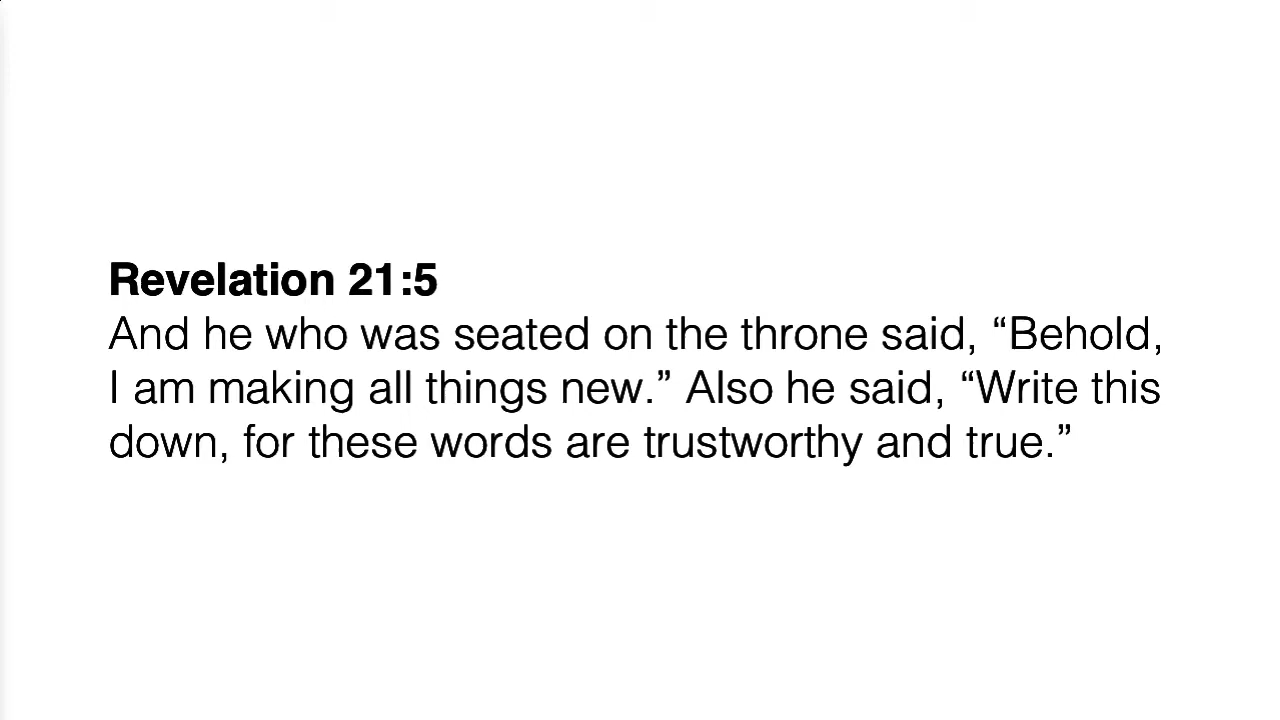 Revelation 21:5
And he who was seated on the throne said, “Behold,
I am making all things new.” Also he said, “Write this
down, for these words are trustworthy and true.”